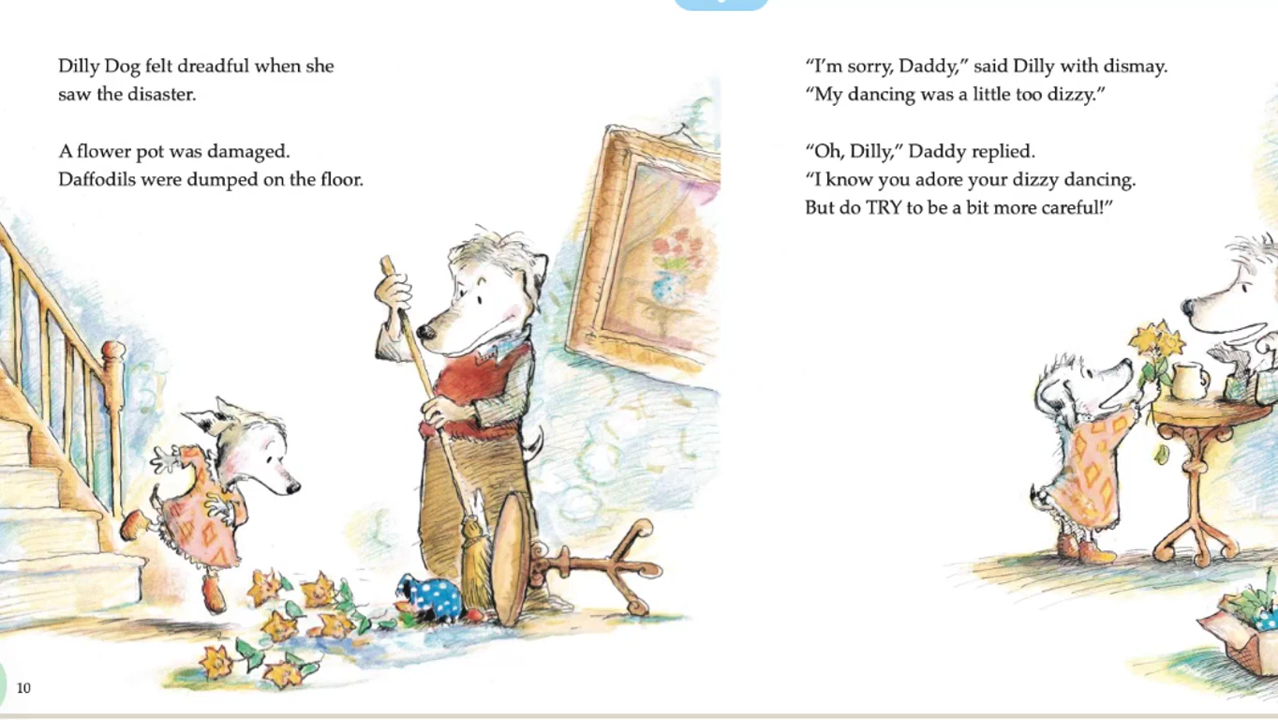 Dilly Dog felt dreadful when she
saw the disaster.
A flower pot was damaged.
Daffodils were dumped on the floor.
10
“I’m sorry, Daddy,” said Dilly with dismay.
“My dancing was a little too dizzy.”
“Oh, Dilly,” Daddy replied.
“I know you adore your dizzy dancing.
But do TRY to be a bit more careful!”